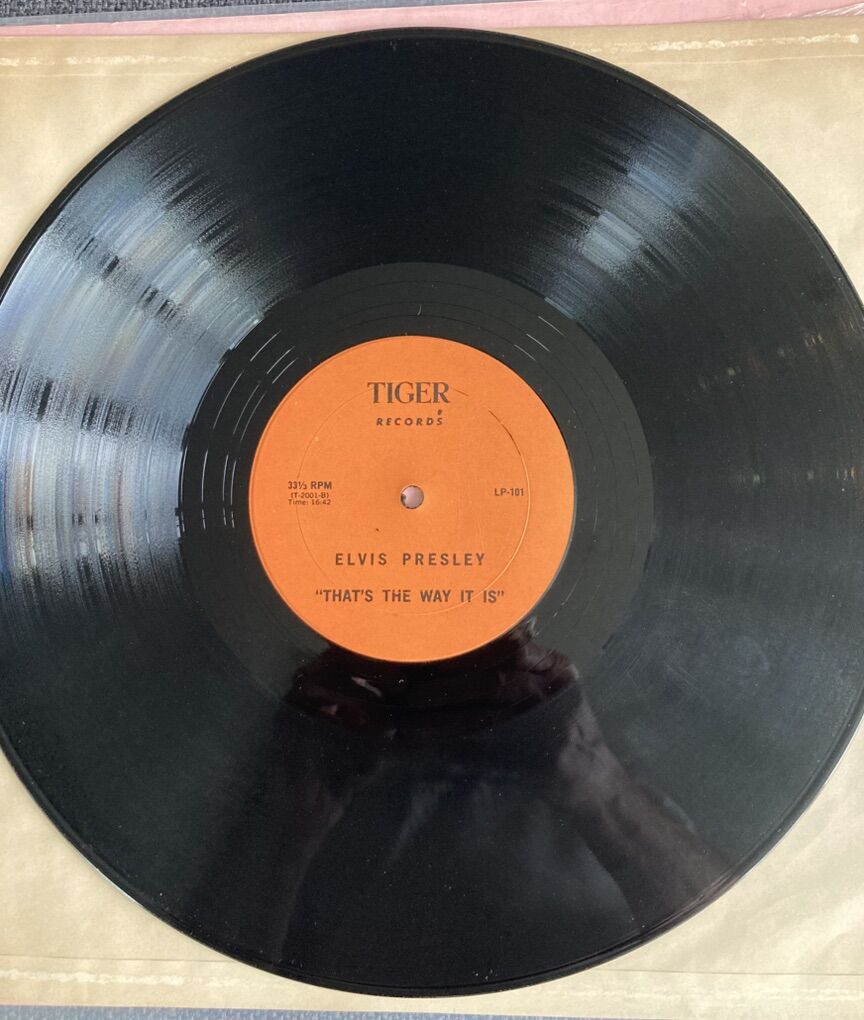 TIGER
RECORDS
33⅓ RPM
(T-2001-B)
Time: 16:42
LP-101
ELVIS PRESLEY
"THAT'S THE WAY IT IS"